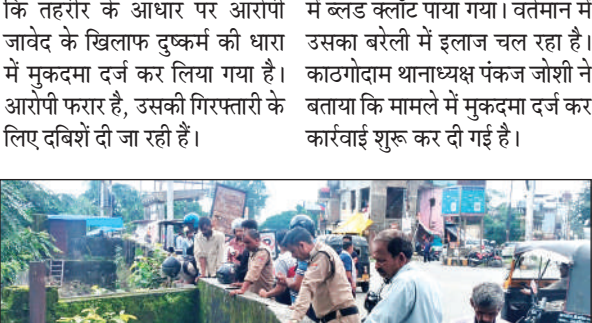 कि तहरीर के आधार पर आरोपी
जावेद के खिलाफ दुष्कर्म की धारा
में मुकदमा दर्ज कर लिया गया है।
आरोपी फरार है, उसकी गिरफ्तारी के
लिए दबिशें दी जा रही हैं।
में ब्लड क्लॉट पाया गया। वर्तमान में
उसका बरेली में इलाज चल रहा है।
काठगोदाम थानाध्यक्ष पंकज जोशी ने
बताया कि मामले में मुकदमा दर्ज कर
कार्रवाई शुरू कर दी गई है।